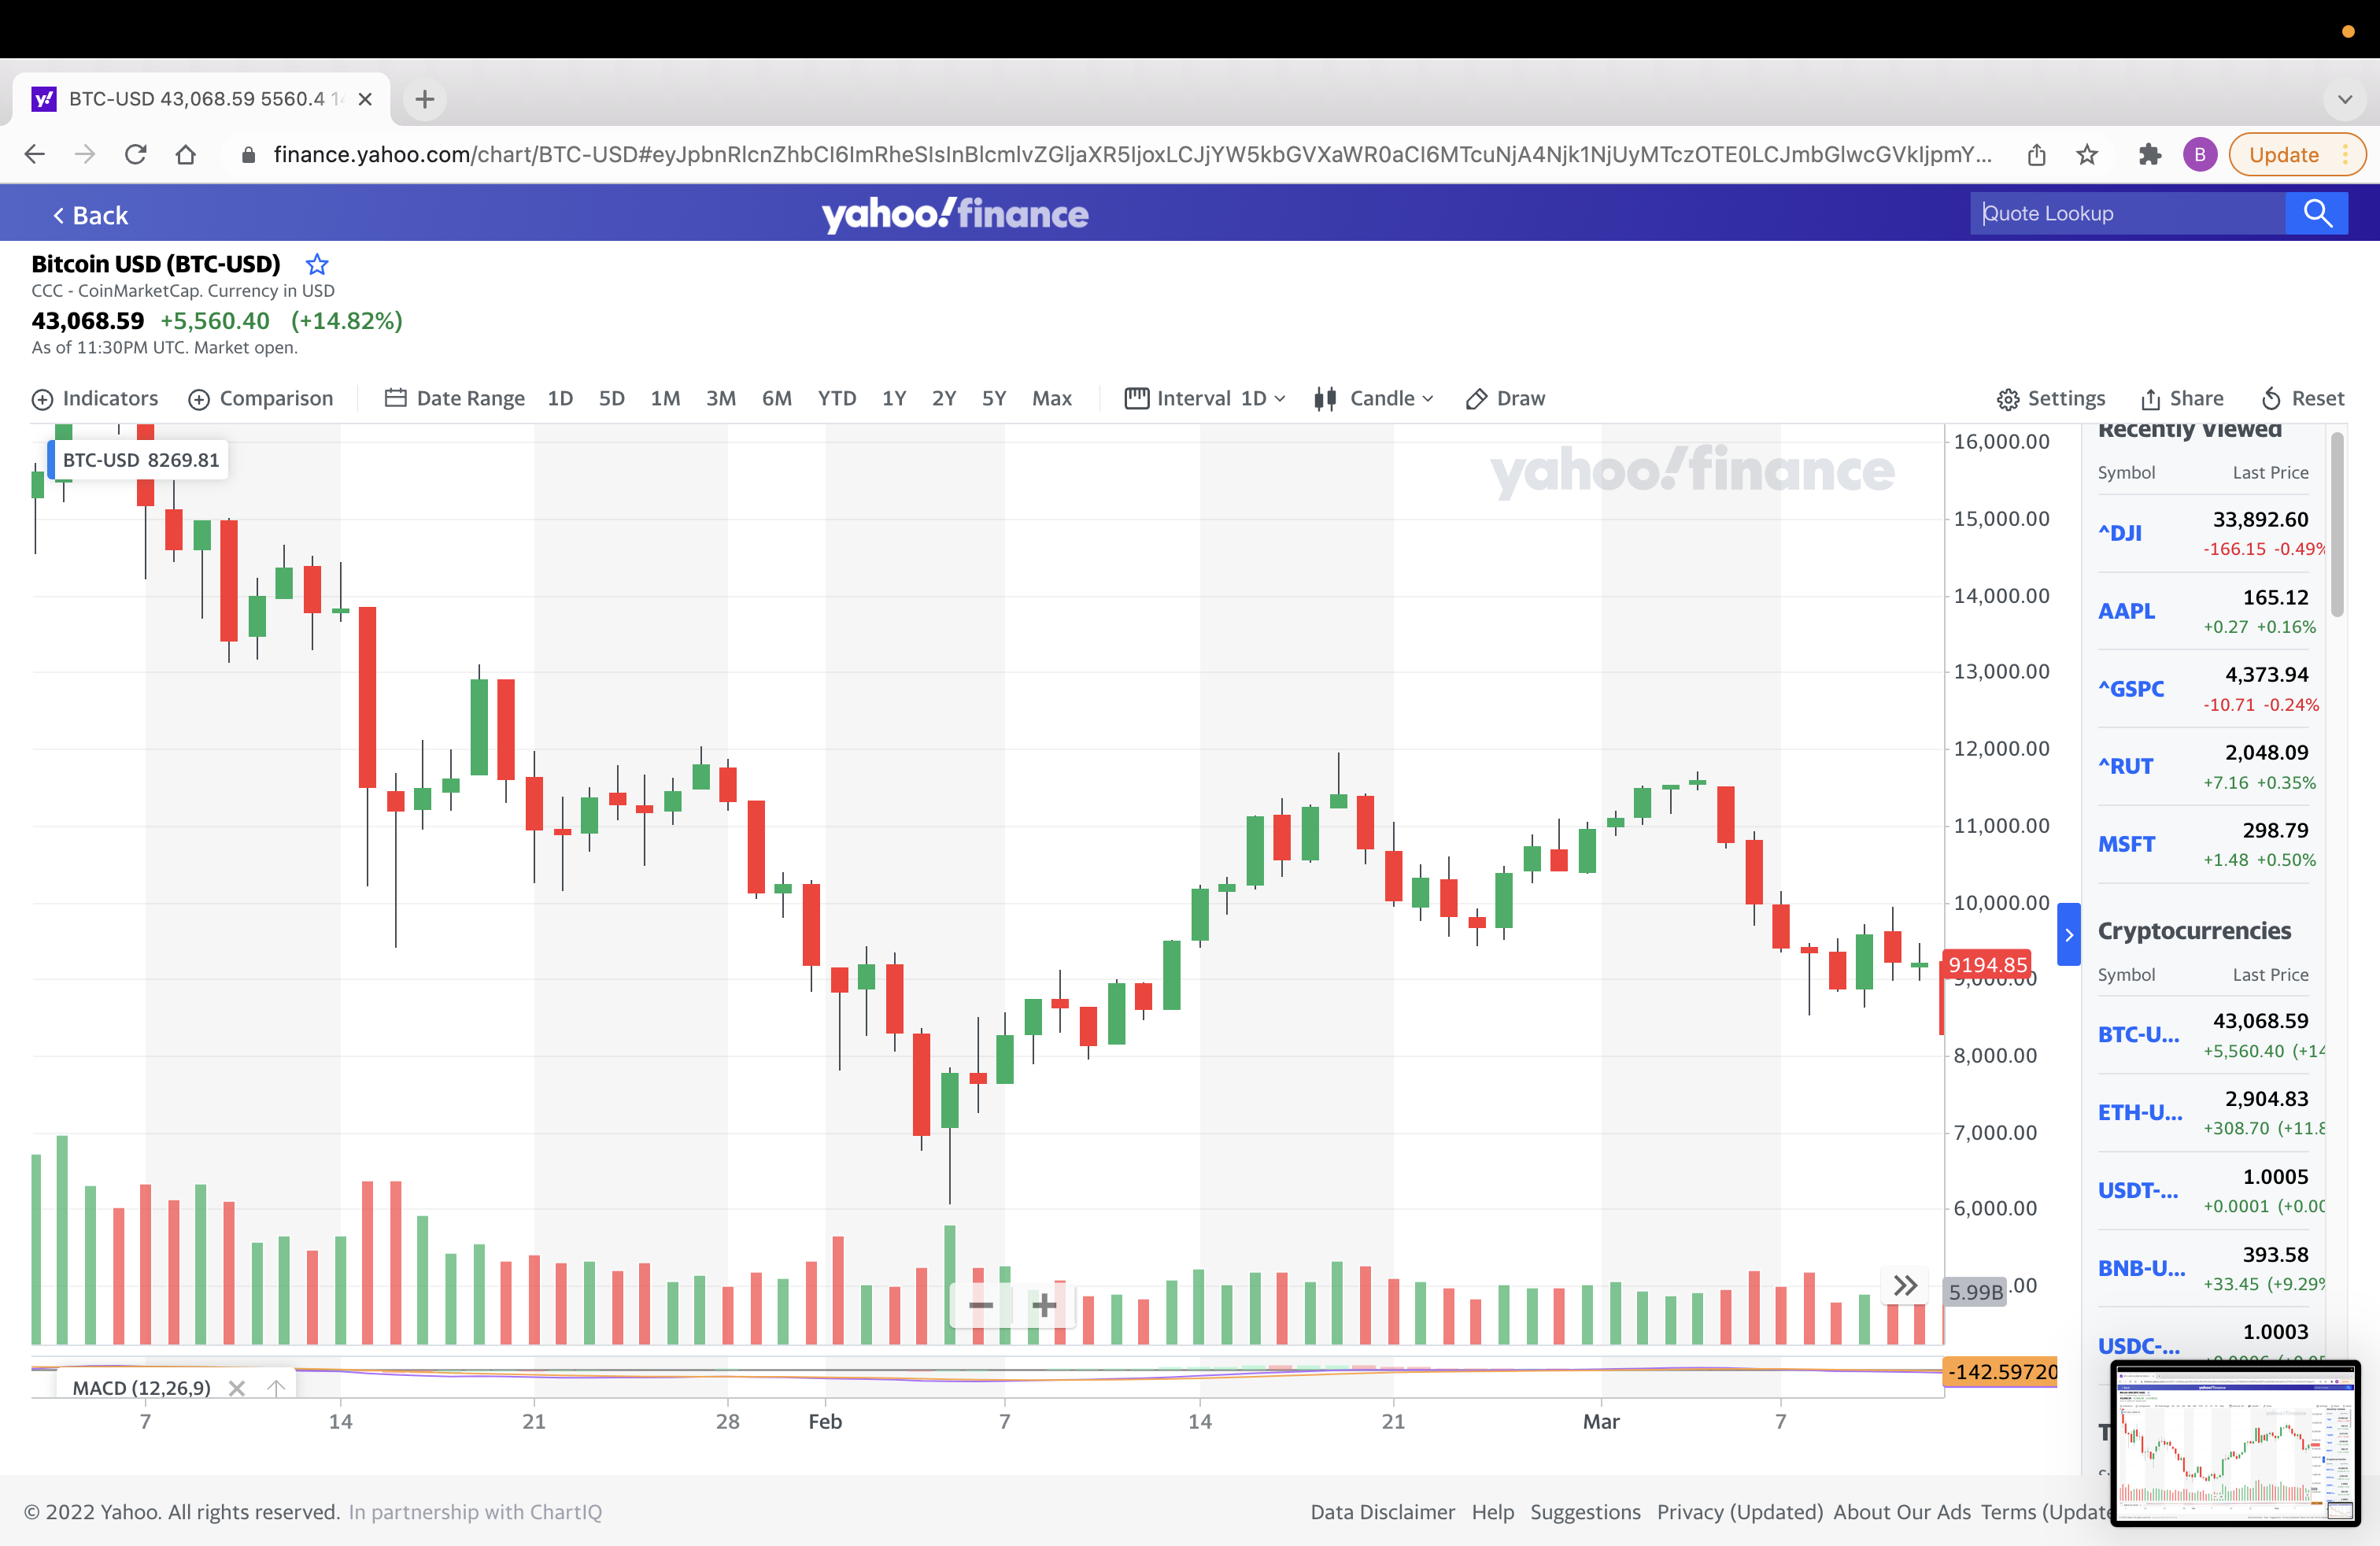 BTC-USD 43,068.59 5560.4
finance.yahoo.com/chart/BTC-USD#eyJpbnRlcnZhbCI6ImRheSIsInBlcmlvZGljaXR5IjoxLCJjYW5kbGVXaWR0aCI6MTcuNjA4Njk1NjUyMTczOTE0LCJmbGlwcGVkIjpmY...
B
Update
Back
yahoo!finance
Quote Lookup
Bitcoin USD (BTC-USD)
CCC - CoinMarketCap. Currency in USD
43,068.59 +5,560.40 (+14.82%)
As of 11:30PM UTC. Market open.
Indicators Comparison Date Range 1D 5D 1M 3M 6M YTD 1Y 2Y 5Y Max Interval 1D Candle Draw Settings Share Reset
BTC-USD 8269.81
yahoo!finance
16,000.00
15,000.00
14,000.00
13,000.00
12,000.00
11,000.00
10,000.00
9194.85
9,000.00
8,000.00
7,000.00
6,000.00
5.99B .00
-142.59720
MACD (12,26,9)
7 14 21 28 Feb 7 14 21 Mar 7
Recently Viewed
Symbol Last Price
^DJI 33,892.60
-166.15 -0.49%
AAPL 165.12
+0.27 +0.16%
^GSPC 4,373.94
-10.71 -0.24%
^RUT 2,048.09
+7.16 +0.35%
MSFT 298.79
+1.48 +0.50%
Cryptocurrencies
Symbol Last Price
BTC-U... 43,068.59
+5,560.40 (+14
ETH-U... 2,904.83
+308.70 (+11.8
USDT-... 1.0005
+0.0001 (+0.00
BNB-U... 393.58
+33.45 (+9.29%
USDC-... 1.0003
© 2022 Yahoo. All rights reserved. In partnership with ChartIQ
Data Disclaimer Help Suggestions Privacy (Updated) About Our Ads Terms (Update